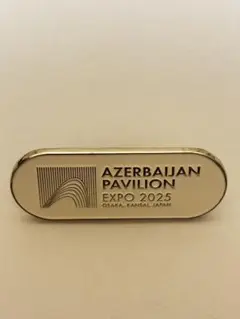 AZERBAIJAN
PAVILION
EXPO 2025
OSAKA, KANSAI, JAPAN